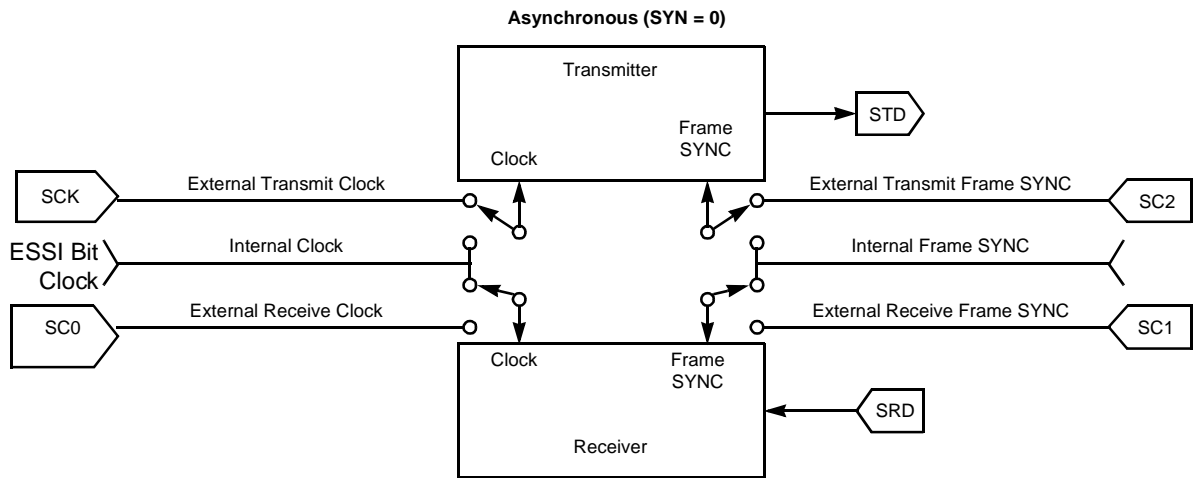 Asynchronous (SYN = 0)
Transmitter
STD
Frame
SYNC
Clock
SCK
External Transmit Clock
External Transmit Frame SYNC
SC2
ESSI Bit
Clock
Internal Clock
Internal Frame SYNC
SC0
External Receive Clock
External Receive Frame SYNC
SC1
Clock
Frame
SYNC
SRD
Receiver